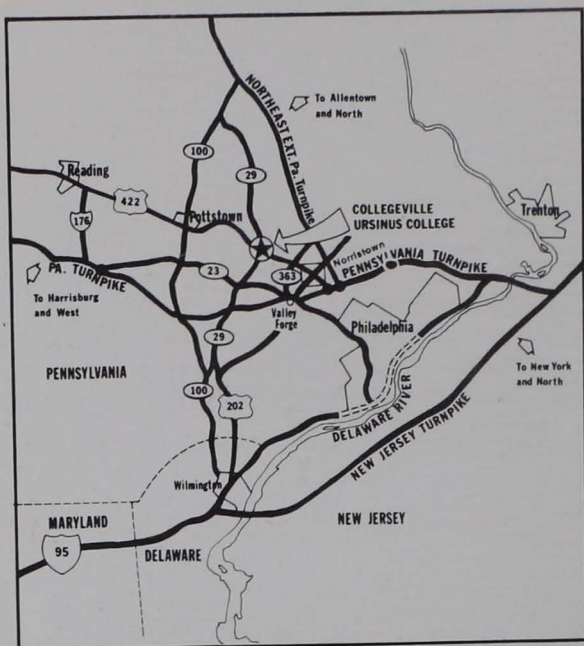 NORTHEAST EXT. Pa. Turnpike
To Allentown
and North
100
29
Reading
422
176
Pottstown
COLLEGEVILLE
URSINUS COLLEGE
Trenton
Norristown
PENNSYLVANIA TURNPIKE
23
363
PA. TURNPIKE
To Harrisburg
and West
Valley
Forge
Philadelphia
29
PENNSYLVANIA
To New York
and North
100
202
DELAWARE RIVER
NEW JERSEY TURNPIKE
Wilmington
MARYLAND
NEW JERSEY
95
DELAWARE